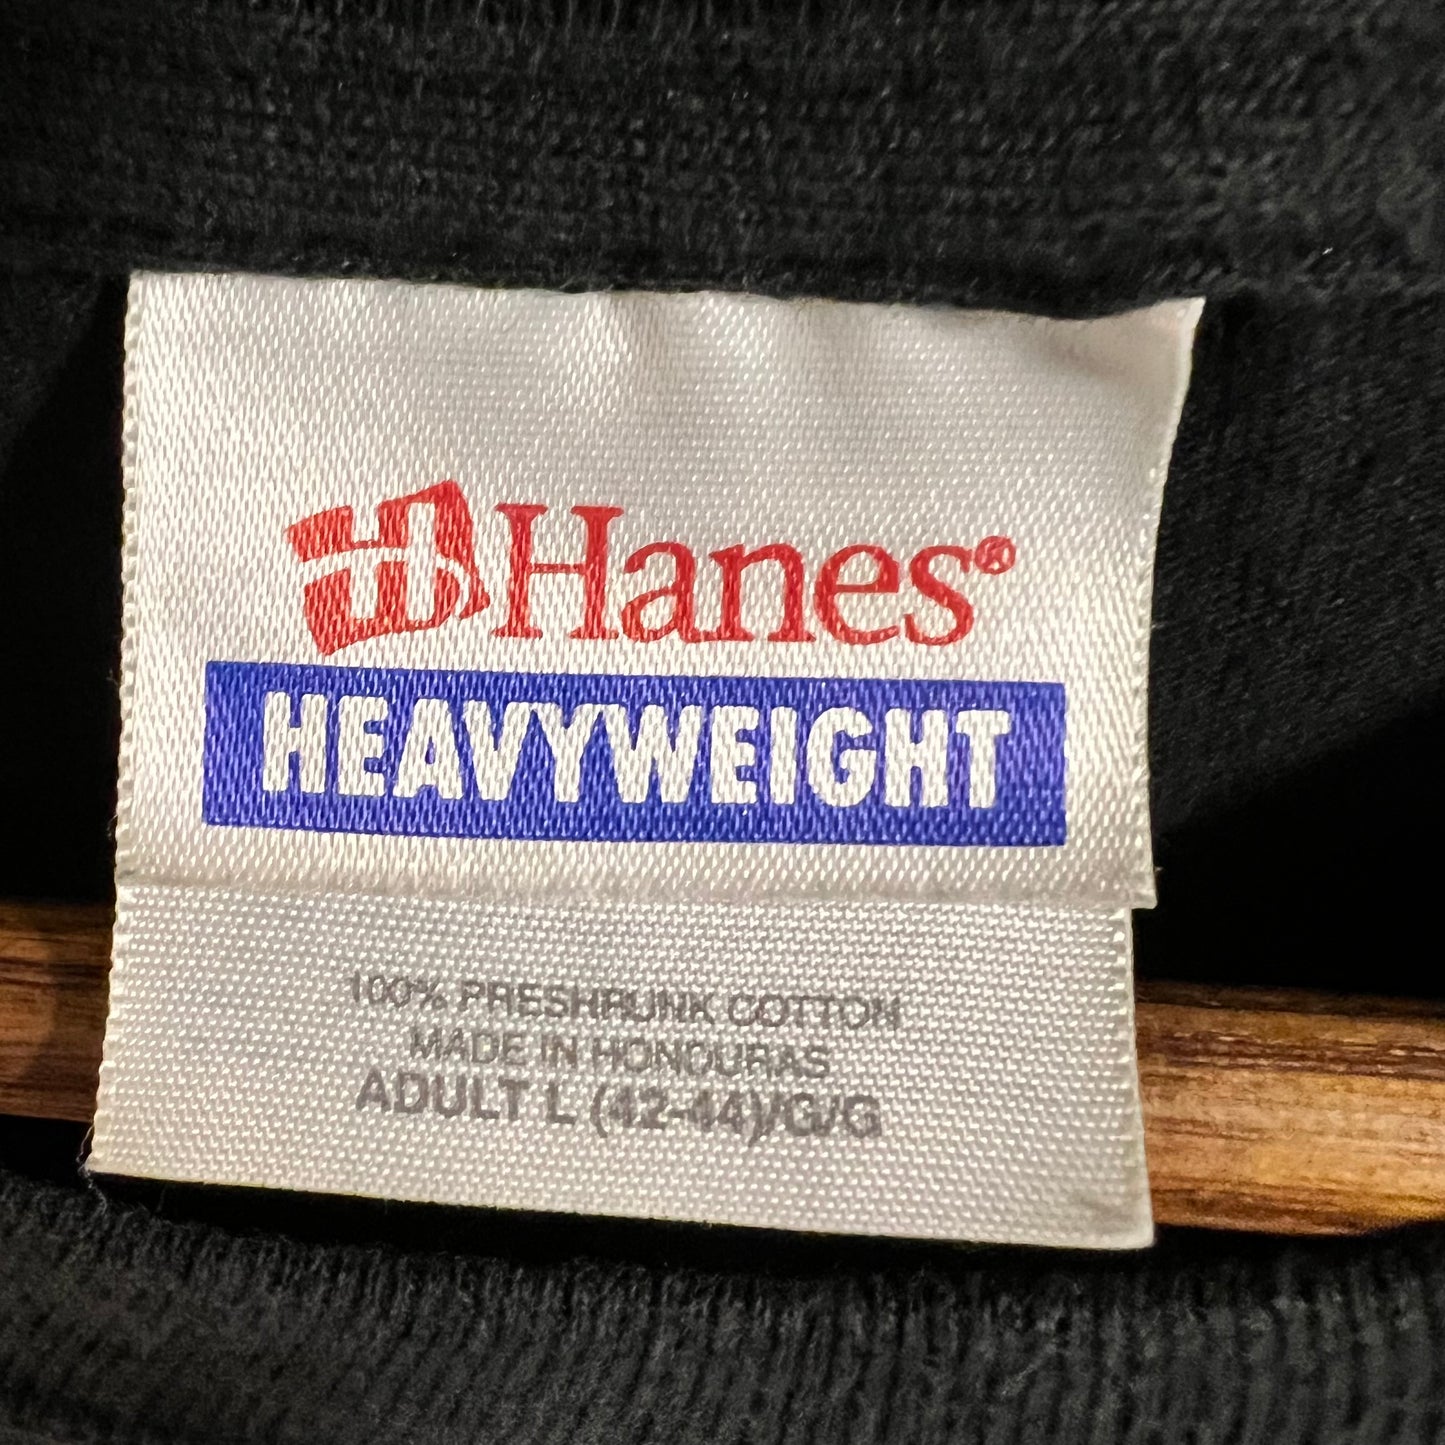 Hanes®
HEAVYWEIGHT
100% PRESHRUNK COTTON
MADE IN HONDURAS
ADULT L (42-44)/G/G